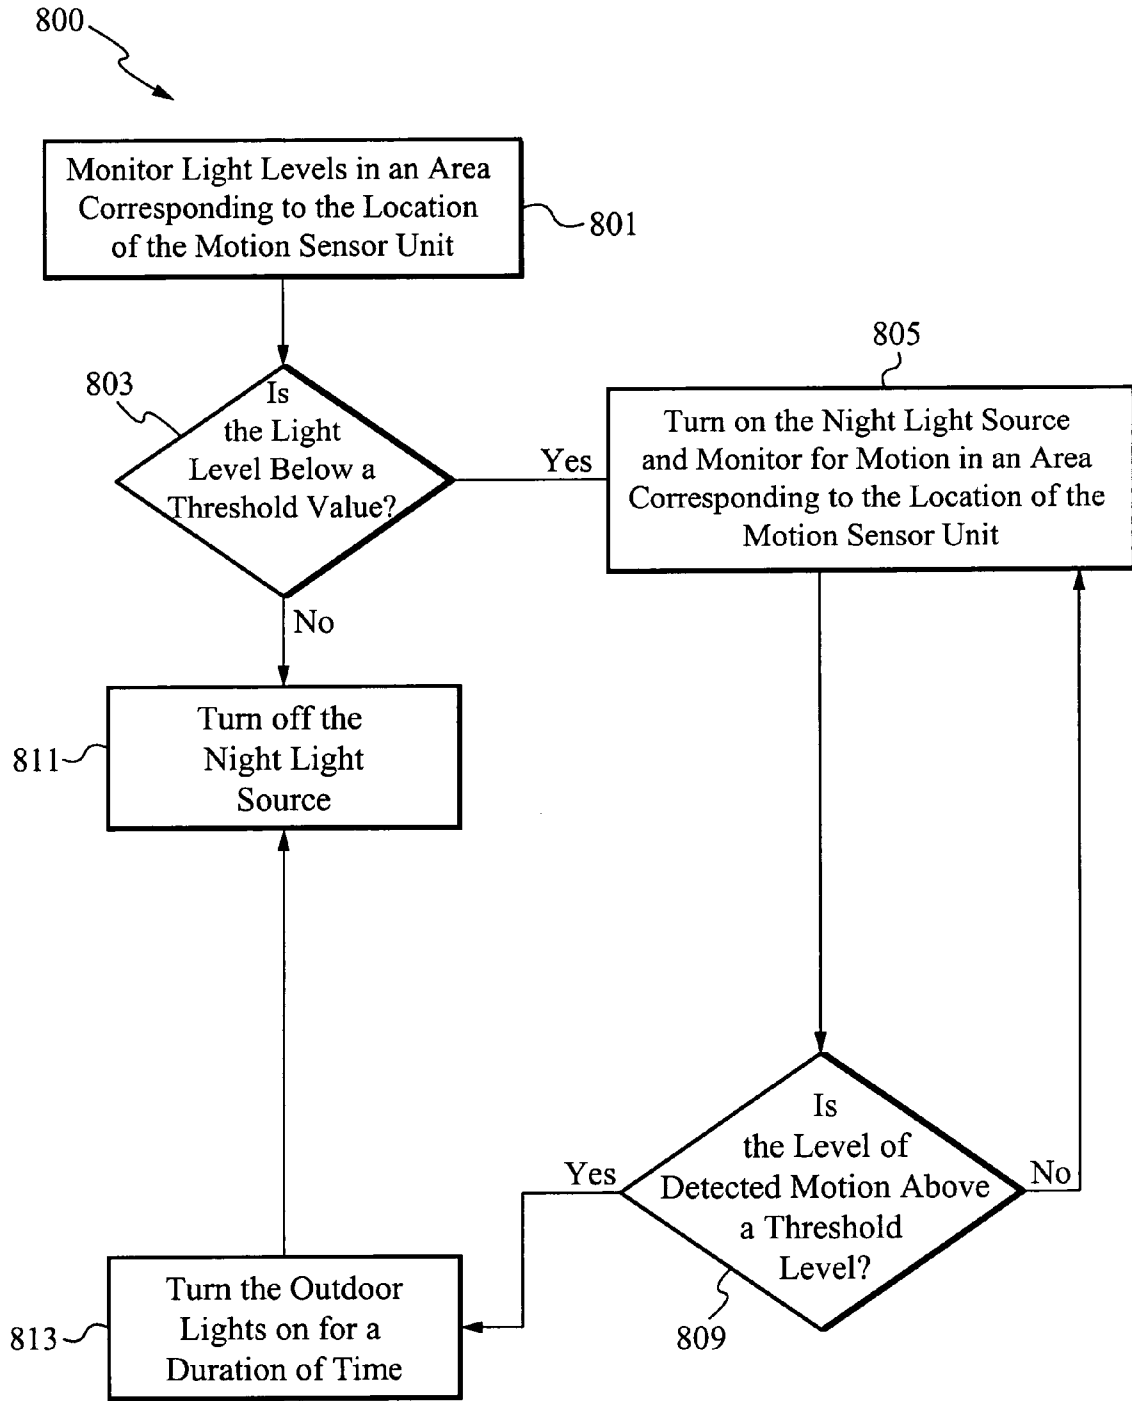 800
Monitor Light Levels in an Area
Corresponding to the Location
of the Motion Sensor Unit
801
803
Is
the Light
Level Below a
Threshold Value?
Yes
No
805
Turn on the Night Light Source
and Monitor for Motion in an Area
Corresponding to the Location of the
Motion Sensor Unit
811
Turn off the
Night Light
Source
Is
the Level of
Detected Motion Above
a Threshold
Level?
Yes
No
809
813
Turn the Outdoor
Lights on for a
Duration of Time